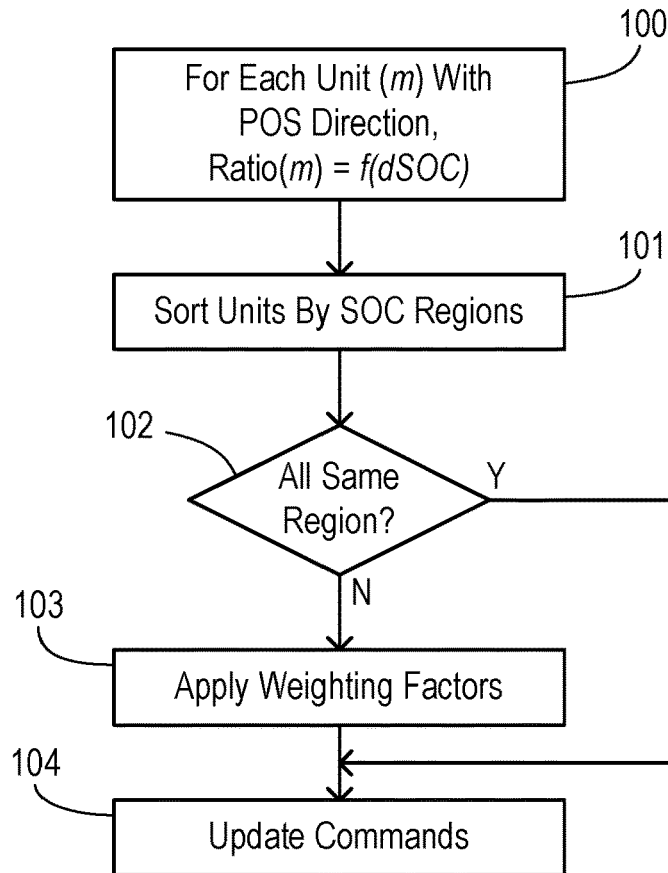 100
For Each Unit (m) With
POS Direction,
Ratio(m) = f(dSOC)
101
Sort Units By SOC Regions
102
All Same
Region?
Y
N
103
Apply Weighting Factors
104
Update Commands